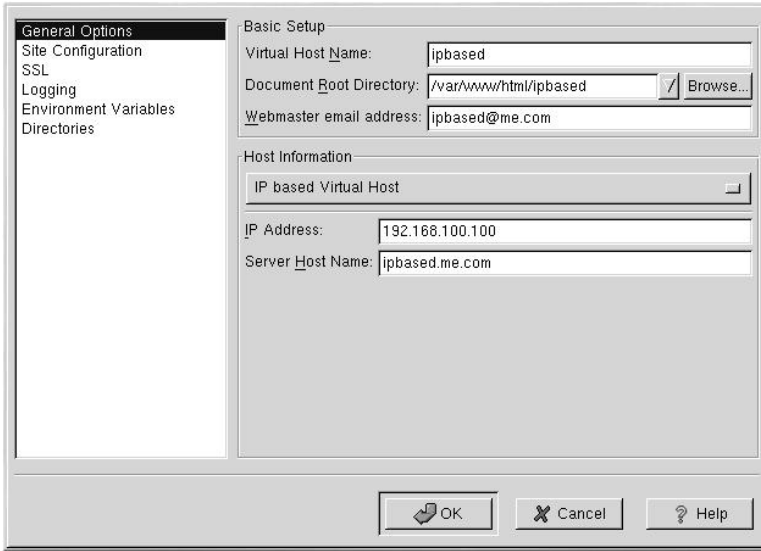 General Options
Site Configuration
SSL
Logging
Environment Variables
Directories
Basic Setup
Virtual Host Name: ipbased
Document Root Directory: /var/www/html/ipbased Browse...
Webmaster email address: ipbased@me.com
Host Information
IP based Virtual Host
IP Address: 192.168.100.100
Server Host Name: ipbased.me.com
OK Cancel Help